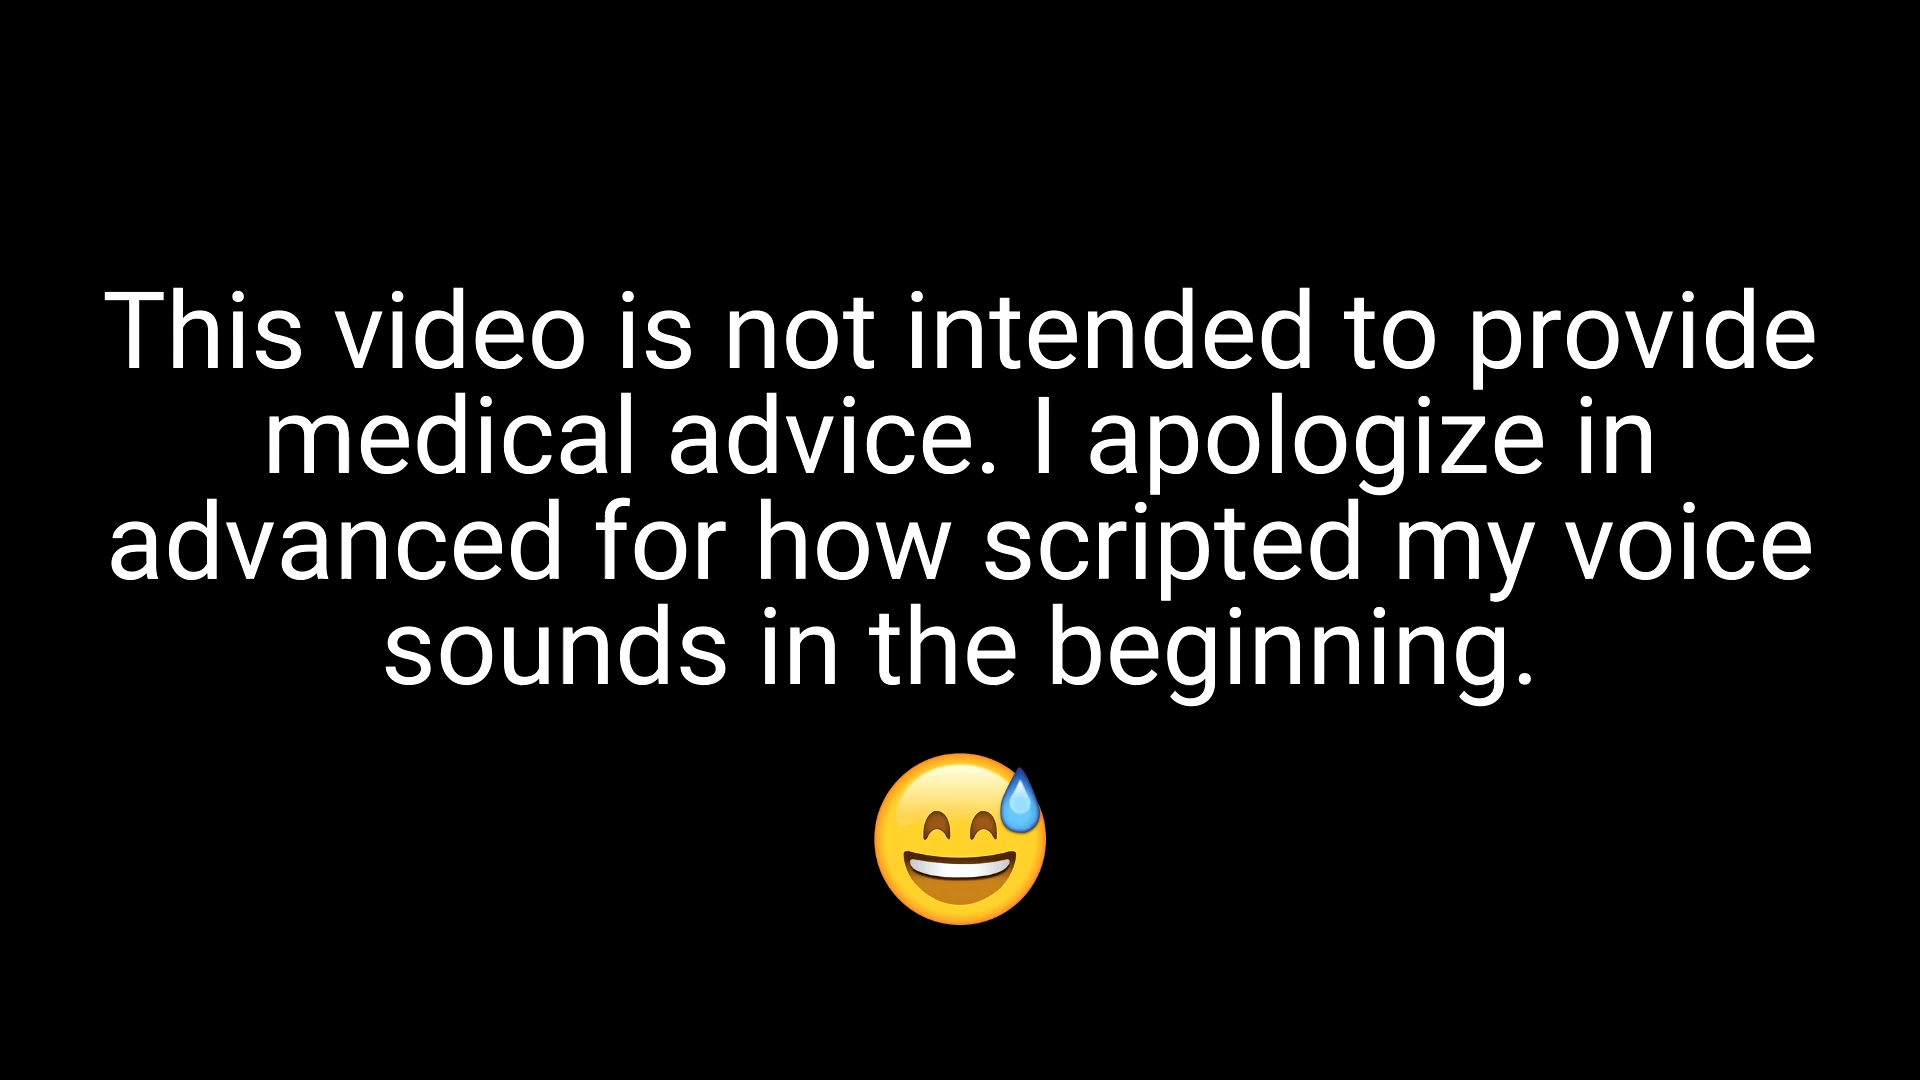 This video is not intended to provide
medical advice. I apologize in
advanced for how scripted my voice
sounds in the beginning.